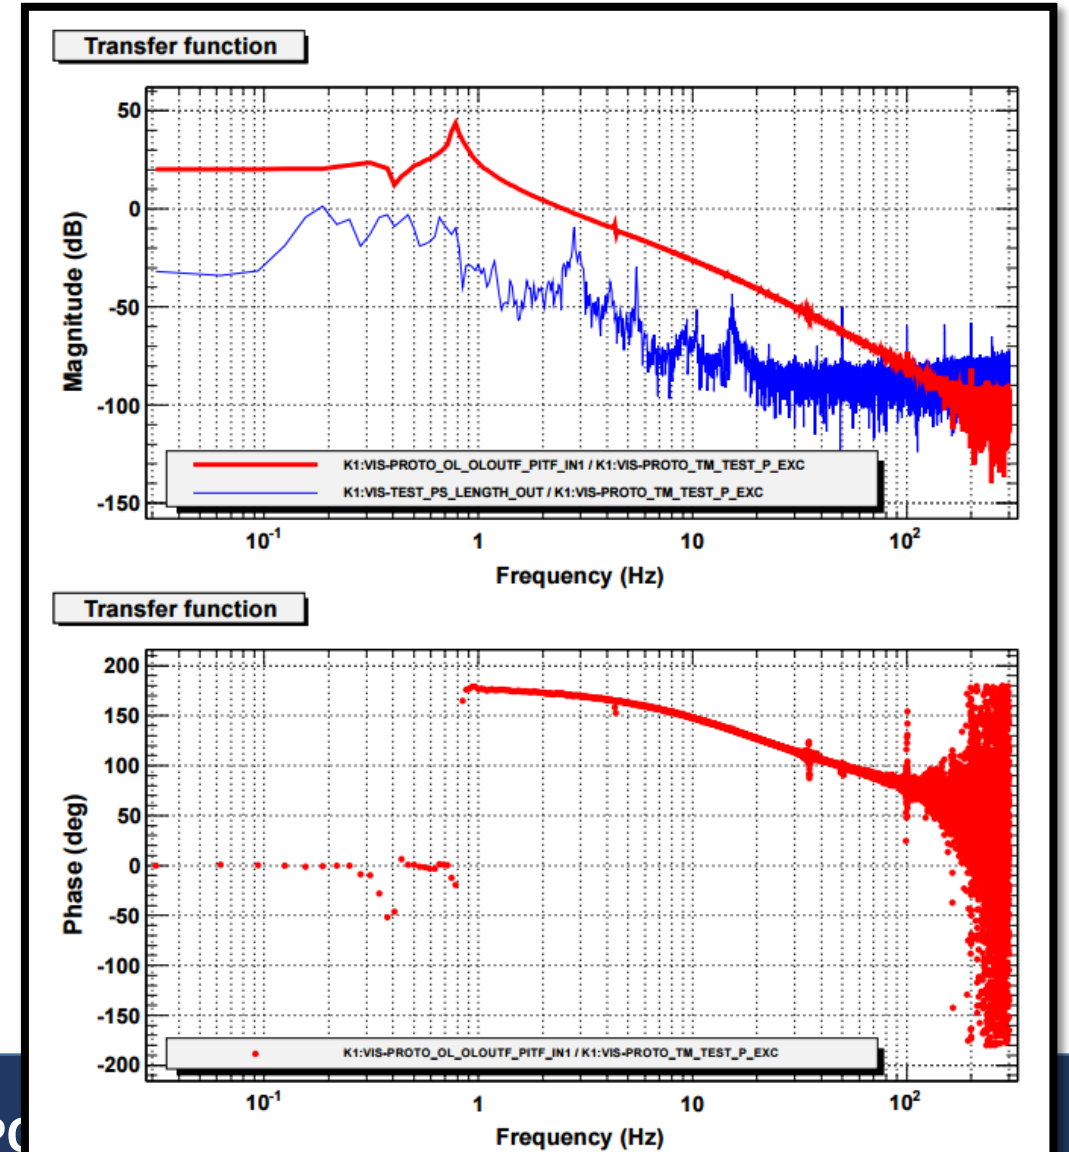 Transfer function
Magnitude (dB)
50
0
-50
-100
-150
K1:VIS-PROTO_OL_OLOUTF_PITF_IN1 / K1:VIS-PROTO_TM_TEST_P_EXC
K1:VIS-TEST_PS_LENGTH_OUT / K1:VIS-PROTO_TM_TEST_P_EXC
10-1 1 10 102
Frequency (Hz)
Transfer function
Phase (deg)
200
150
100
50
0
-50
-100
-150
-200
K1:VIS-PROTO_OL_OLOUTF_PITF_IN1 / K1:VIS-PROTO_TM_TEST_P_EXC
10-1 1 10 102
Frequency (Hz)